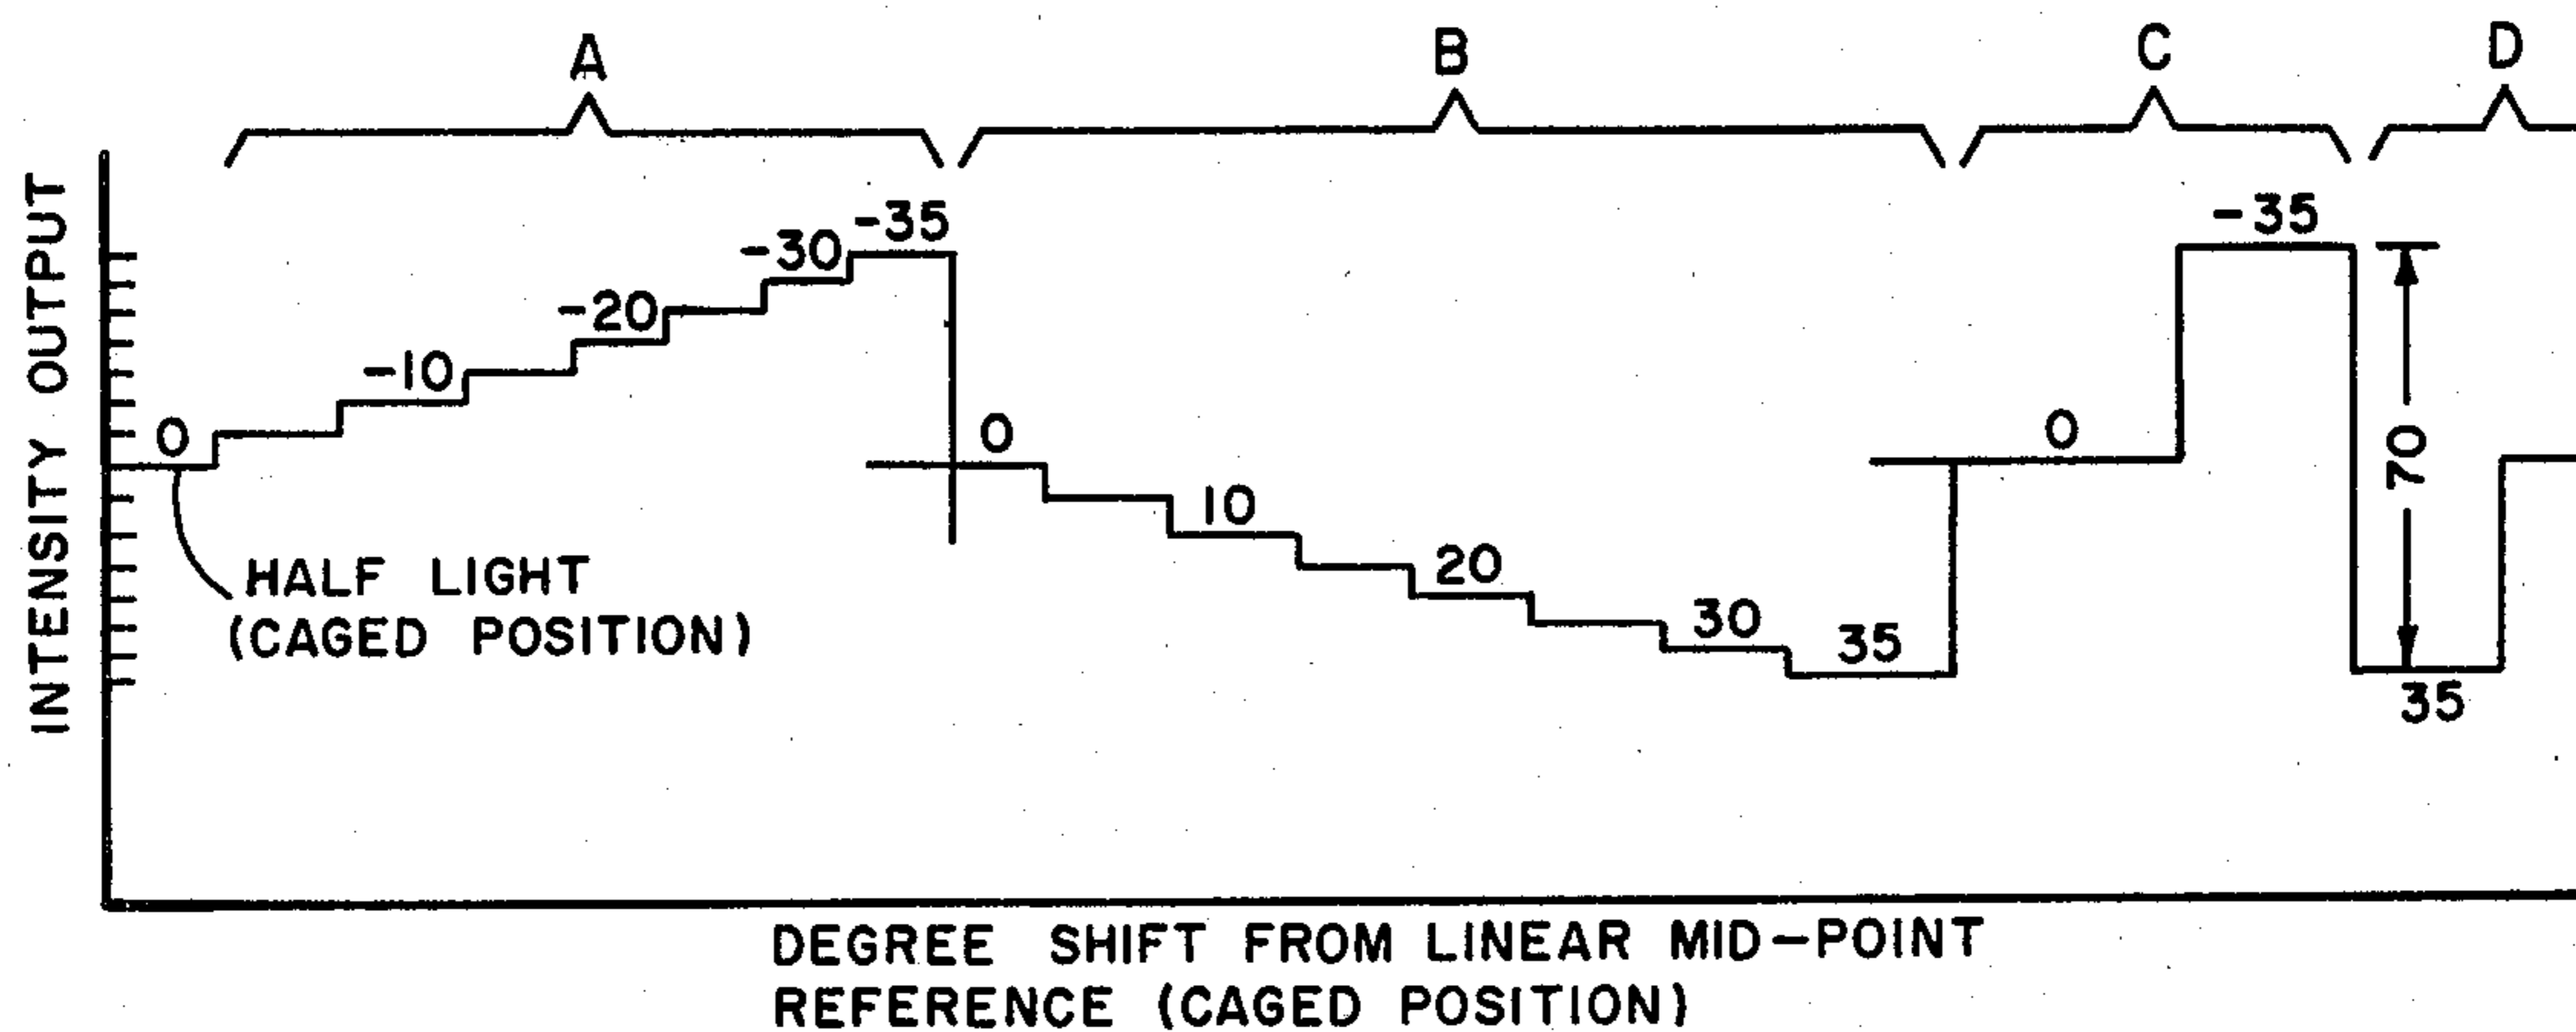 A
B
C
D
INTENSITY OUTPUT
0
-10
-20
-30
-35
0
10
20
30
35
0
-35
70
35
HALF LIGHT
(CAGED POSITION)
DEGREE SHIFT FROM LINEAR MID-POINT
REFERENCE (CAGED POSITION)